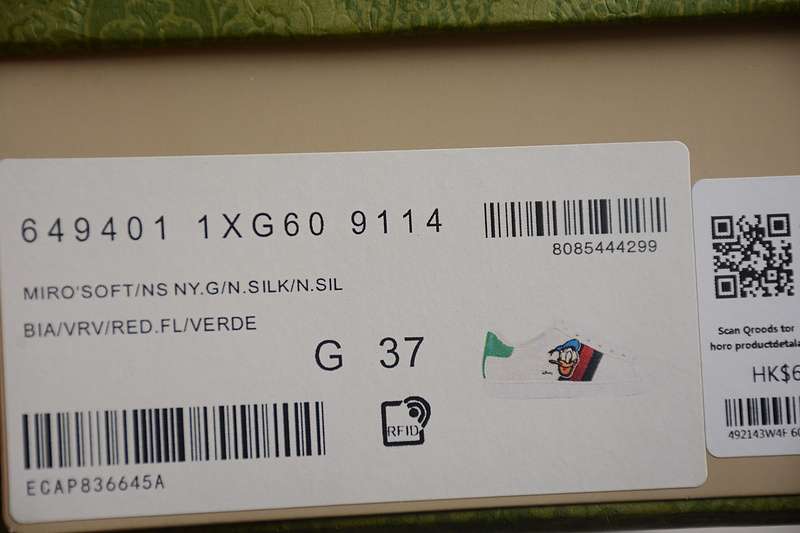 649401 1XG60 9114
8085444299
MIRO'SOFT/NS NY.G/N.SILK/N.SIL
BIA/VRV/RED.FL/VERDE
G 37
RFID
ECAP836645A
Scan Qroods tor
horo productdetala
HK$6
492143W4F 60